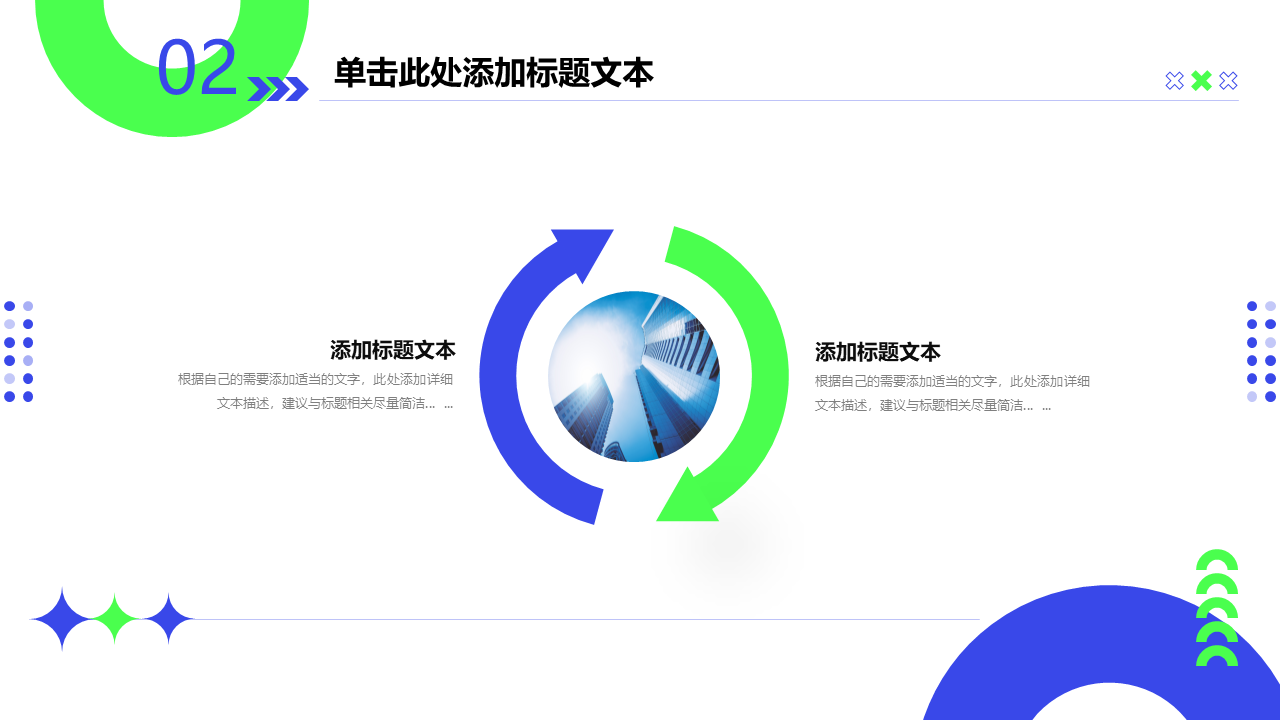 02
单击此处添加标题文本
添加标题文本
根据自己的需要添加适当的文字，此处添加详细
文本描述，建议与标题相关尽量简洁... ...
添加标题文本
根据自己的需要添加适当的文字，此处添加详细
文本描述，建议与标题相关尽量简洁... ...